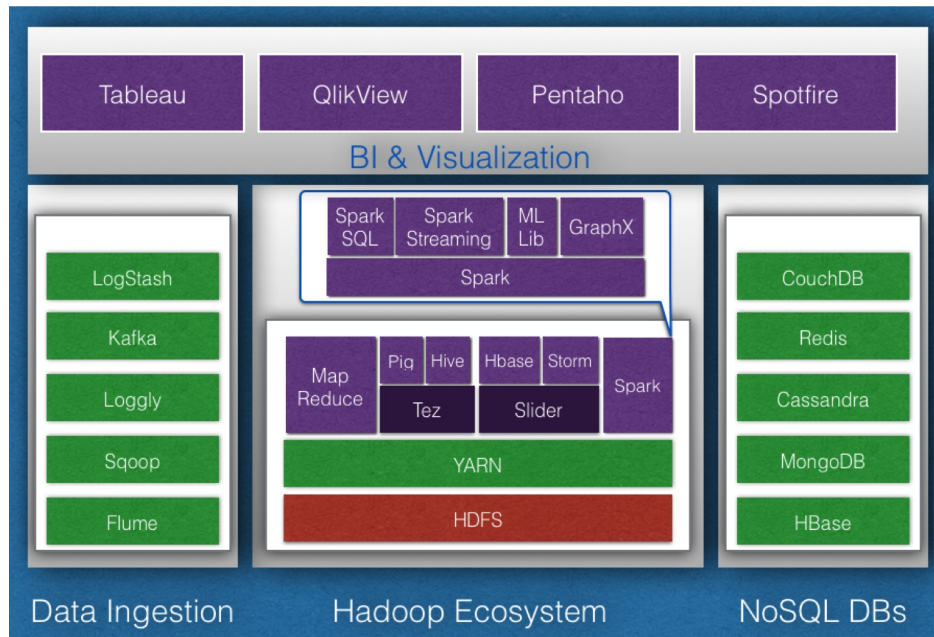 Tableau
QlikView
Pentaho
Spotfire
BI & Visualization
LogStash
Kafka
Loggly
Sqoop
Flume
Data Ingestion
Spark
SQL
Spark
Streaming
ML
Lib
GraphX
Spark
Map
Reduce
Pig
Hive
Tez
Hbase
Storm
Slider
Spark
YARN
HDFS
Hadoop Ecosystem
CouchDB
Redis
Cassandra
MongoDB
HBase
NoSQL DBs